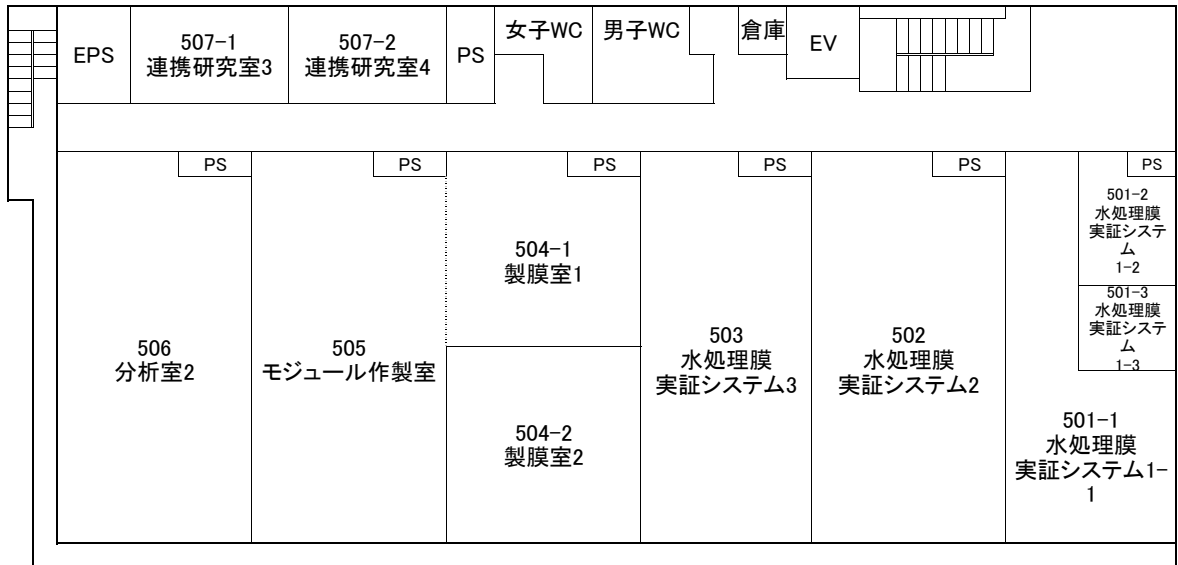 EPS
507-1
連携研究室3
507-2
連携研究室4
PS
女子WC
男子WC
倉庫
EV
PS
PS
PS
PS
PS
PS
506
分析室2
505
モジュール作製室
504-1
製膜室1
504-2
製膜室2
503
水処理膜
実証システム3
502
水処理膜
実証システム2
501-2
水処理膜
実証システ
ム
1-2
501-3
水処理膜
実証システ
ム
1-3
501-1
水処理膜
実証システム1-
1